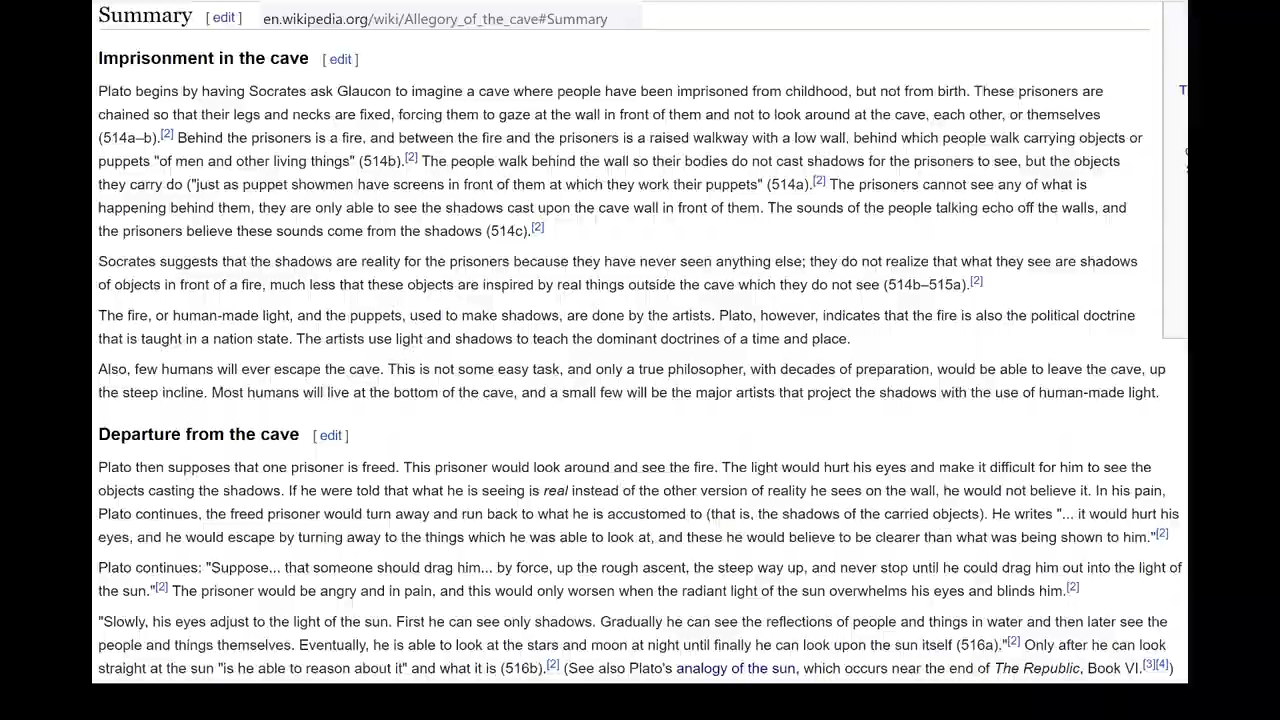 Summary [ edit ] en.wikipedia.org/wiki/Allegory_of_the_cave#Summary
Imprisonment in the cave [ edit ]
Plato begins by having Socrates ask Glaucon to imagine a cave where people have been imprisoned from childhood, but not from birth. These prisoners are
chained so that their legs and necks are fixed, forcing them to gaze at the wall in front of them and not to look around at the cave, each other, or themselves
(514a–b).[2] Behind the prisoners is a fire, and between the fire and the prisoners is a raised walkway with a low wall, behind which people walk carrying objects or
puppets "of men and other living things" (514b).[2] The people walk behind the wall so their bodies do not cast shadows for the prisoners to see, but the objects
they carry do ("just as puppet showmen have screens in front of them at which they work their puppets" (514a).[2] The prisoners cannot see any of what is
happening behind them, they are only able to see the shadows cast upon the cave wall in front of them. The sounds of the people talking echo off the walls, and
the prisoners believe these sounds come from the shadows (514c).[2]
Socrates suggests that the shadows are reality for the prisoners because they have never seen anything else; they do not realize that what they see are shadows
of objects in front of a fire, much less that these objects are inspired by real things outside the cave which they do not see (514b–515a).[2]
The fire, or human-made light, and the puppets, used to make shadows, are done by the artists. Plato, however, indicates that the fire is also the political doctrine
that is taught in a nation state. The artists use light and shadows to teach the dominant doctrines of a time and place.
Also, few humans will ever escape the cave. This is not some easy task, and only a true philosopher, with decades of preparation, would be able to leave the cave, up
the steep incline. Most humans will live at the bottom of the cave, and a small few will be the major artists that project the shadows with the use of human-made light.
Departure from the cave [ edit ]
Plato then supposes that one prisoner is freed. This prisoner would look around and see the fire. The light would hurt his eyes and make it difficult for him to see the
objects casting the shadows. If he were told that what he is seeing is real instead of the other version of reality he sees on the wall, he would not believe it. In his pain,
Plato continues, the freed prisoner would turn away and run back to what he is accustomed to (that is, the shadows of the carried objects). He writes "... it would hurt his
eyes, and he would escape by turning away to the things which he was able to look at, and these he would believe to be clearer than what was being shown to him."[2]
Plato continues: "Suppose... that someone should drag him... by force, up the rough ascent, the steep way up, and never stop until he could drag him out into the light of
the sun."[2] The prisoner would be angry and in pain, and this would only worsen when the radiant light of the sun overwhelms his eyes and blinds him.[2]
"Slowly, his eyes adjust to the light of the sun. First he can see only shadows. Gradually he can see the reflections of people and things in water and then later see the
people and things themselves. Eventually, he is able to look at the stars and moon at night until finally he can look upon the sun itself (516a)."[2] Only after he can look
straight at the sun "is he able to reason about it" and what it is (516b).[2] (See also Plato's analogy of the sun, which occurs near the end of The Republic, Book VI.[3][4])